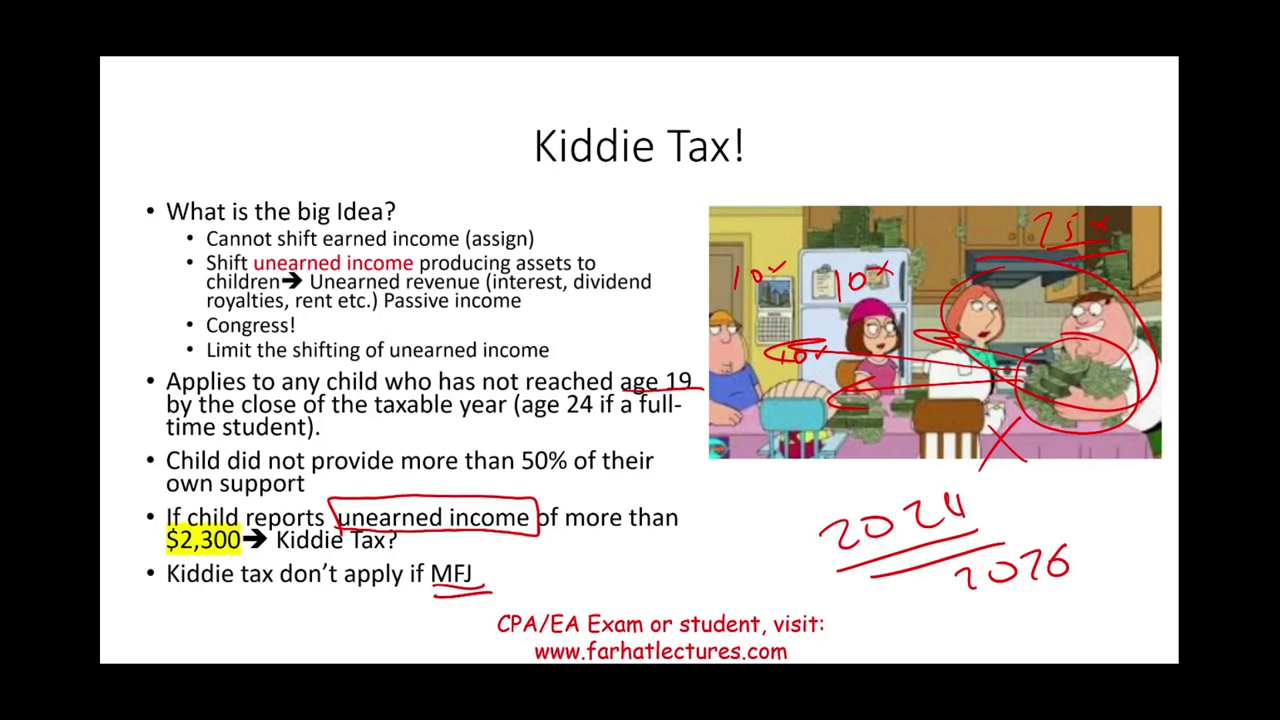 Kiddie Tax!
• What is the big Idea?
• Cannot shift earned income (assign)
• Shift unearned income producing assets to
children➔ Unearned revenue (interest, dividend
royalties, rent etc.) Passive income
• Congress!
• Limit the shifting of unearned income
• Applies to any child who has not reached age 19
by the close of the taxable year (age 24 if a full-
time student).
• Child did not provide more than 50% of their
own support
• If child reports unearned income of more than
$2,300➔ Kiddie Tax?
• Kiddie tax don't apply if MFJ
10%
10%
10%
2024
2026
CPA/EA Exam or student, visit:
www.farhatlectures.com